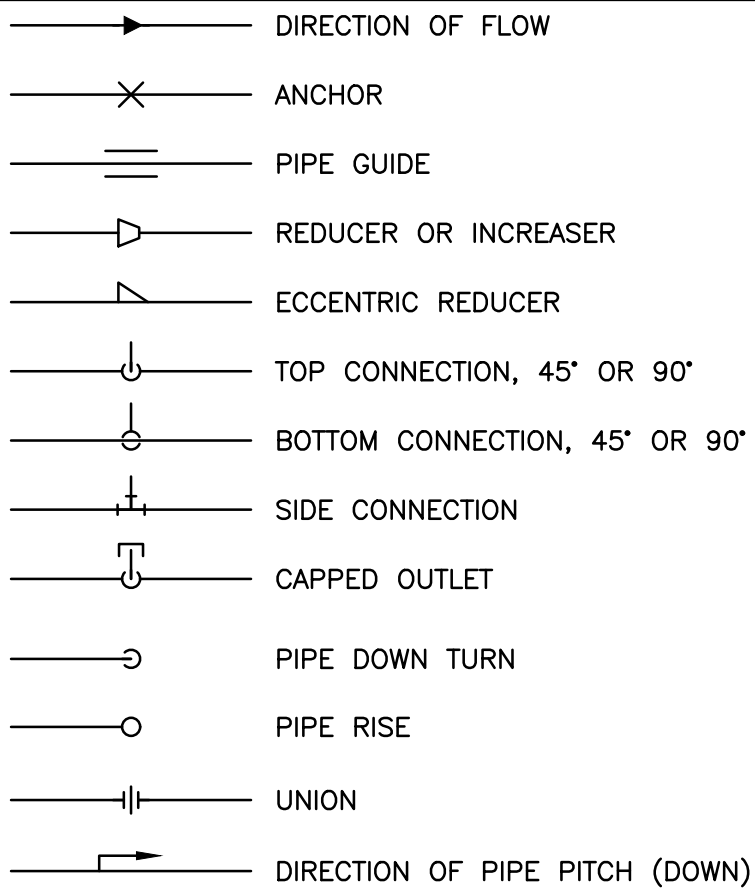 DIRECTION OF FLOW
ANCHOR
PIPE GUIDE
REDUCER OR INCREASER
ECCENTRIC REDUCER
TOP CONNECTION, 45° OR 90°
BOTTOM CONNECTION, 45° OR 90°
SIDE CONNECTION
CAPPED OUTLET
PIPE DOWN TURN
PIPE RISE
UNION
DIRECTION OF PIPE PITCH (DOWN)